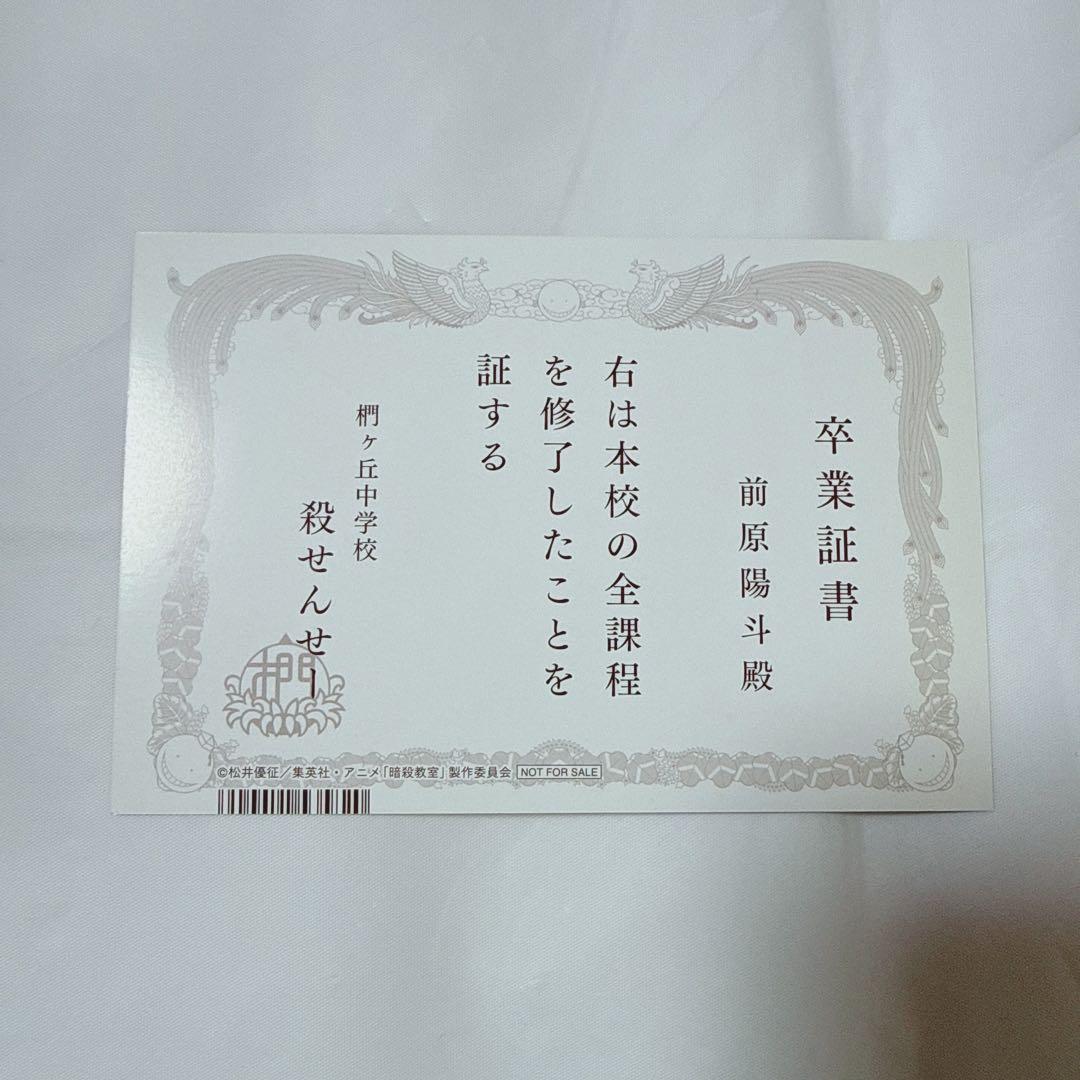 卒業証書
前原陽斗殿
右は本校の全課程
を修了したことを
証する
椚ヶ丘中学校
殺せんせー
椚
©松井優征／集英社・アニメ「暗殺教室」製作委員会 NOT FOR SALE